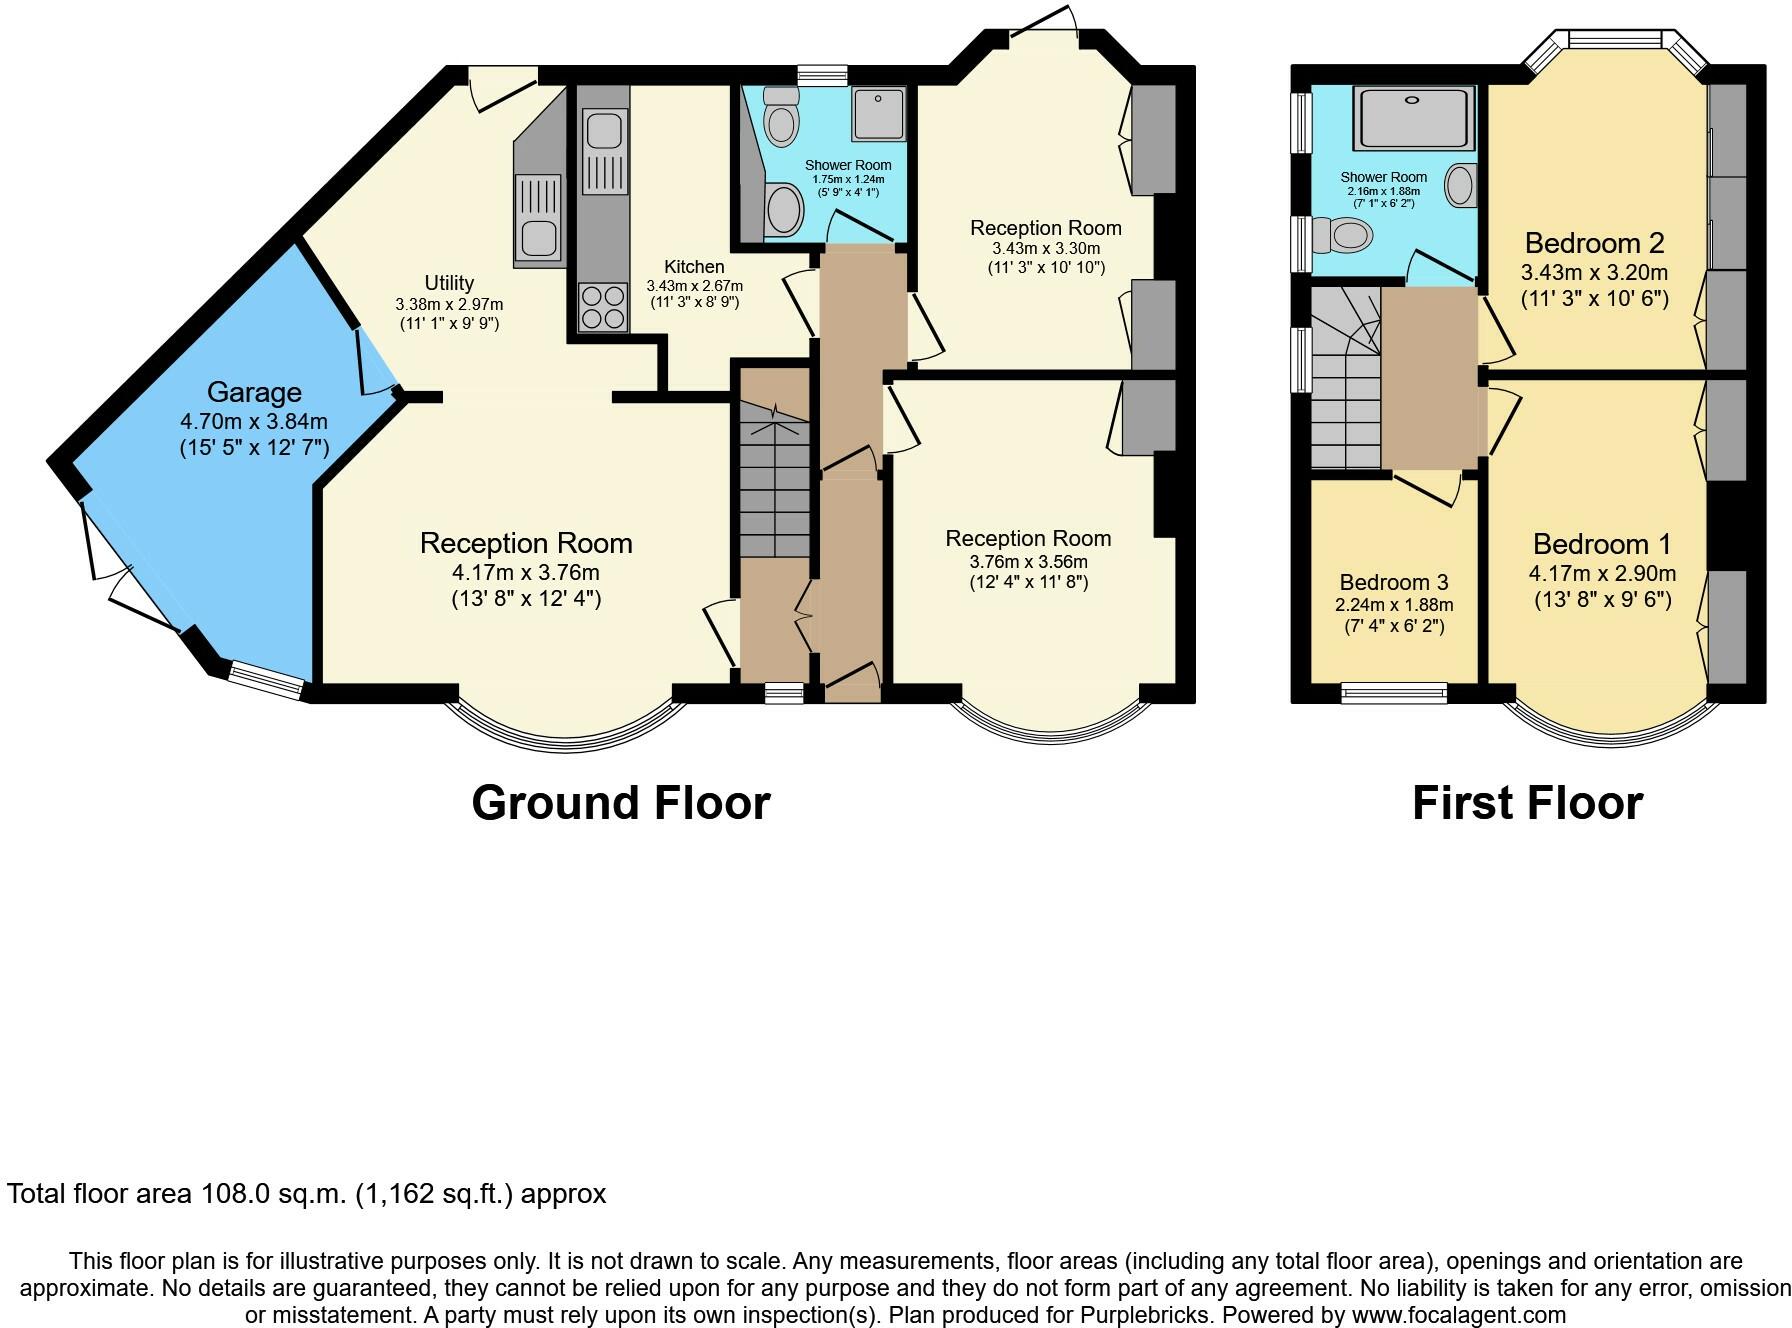 Shower Room
1.75m x 1.24m
(5' 9" x 4' 1")
Reception Room
3.43m x 3.30m
(11' 3" x 10' 10")
Kitchen
3.43m x 2.67m
(11' 3" x 8' 9")
Utility
3.38m x 2.97m
(11' 1" x 9' 9")
Garage
4.70m x 3.84m
(15' 5" x 12' 7")
Reception Room
4.17m x 3.76m
(13' 8" x 12' 4")
Reception Room
3.76m x 3.56m
(12' 4" x 11' 8")
Ground Floor
Shower Room
2.16m x 1.88m
(7' 1" x 6' 2")
Bedroom 2
3.43m x 3.20m
(11' 3" x 10' 6")
Bedroom 1
4.17m x 2.90m
(13' 8" x 9' 6")
Bedroom 3
2.24m x 1.88m
(7' 4" x 6' 2")
First Floor
Total floor area 108.0 sq.m. (1,162 sq.ft.) approx
This floor plan is for illustrative purposes only. It is not drawn to scale. Any measurements, floor areas (including any total floor area), openings and orientation are
approximate. No details are guaranteed, they cannot be relied upon for any purpose and they do not form part of any agreement. No liability is taken for any error, omission
or misstatement. A party must rely upon its own inspection(s). Plan produced for Purplebricks. Powered by www.focalagent.com